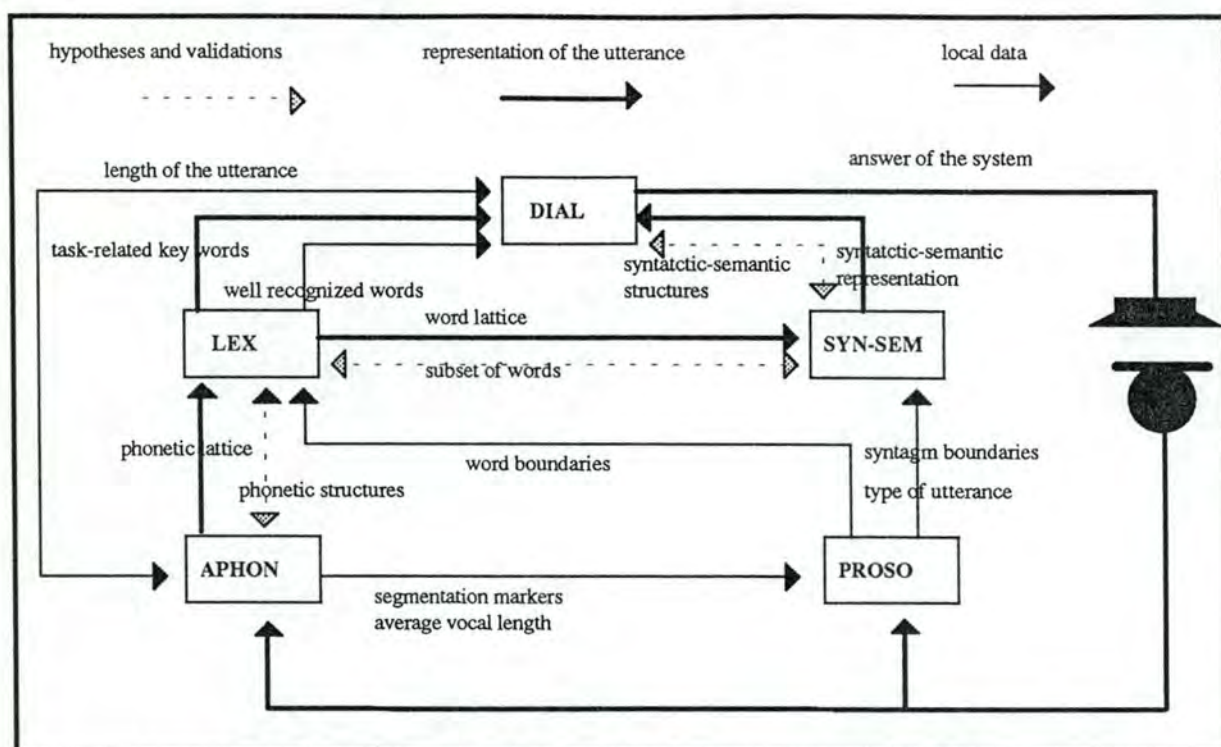 hypotheses and validations
representation of the utterance
local data
length of the utterance
answer of the system
DIAL
task-related key words
syntatctic-semantic
structures
syntatctic-semantic
representation
well recognized words
word lattice
LEX
SYN-SEM
subset of words
phonetic lattice
word boundaries
syntagm boundaries
type of utterance
phonetic structures
APHON
PROSO
segmentation markers
average vocal length